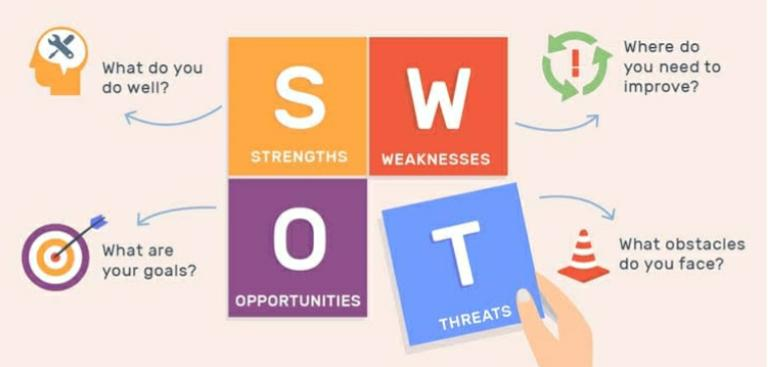 What do you
do well?
S
STRENGTHS
W
WEAKNESSES
Where do
you need to
improve?
What are
your goals?
O
OPPORTUNITIES
T
THREATS
What obstacles
do you face?